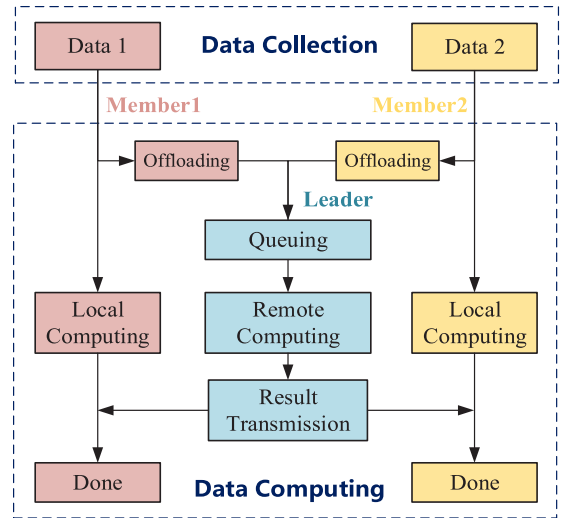 Data 1
Data Collection
Data 2
Member1
Member2
Offloading
Offloading
Leader
Queuing
Local
Computing
Remote
Computing
Local
Computing
Result
Transmission
Done
Data Computing
Done